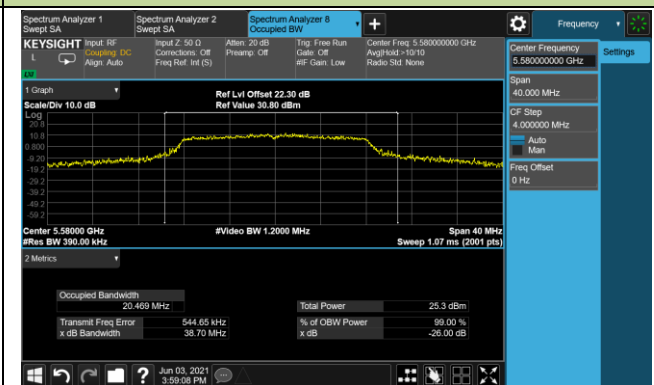 Spectrum Analyzer 1
Swept SA
Spectrum Analyzer 2
Swept SA
Spectrum Analyzer 8
Occupied BW
Frequency
KEYSIGHT
L
Input: RF
Coupling: DC
Align: Auto
Input Z: 50 Ω
Corrections: Off
Freq Ref: Int (S)
Atten: 20 dB
Preamp: Off
Trig: Free Run
Gate: Off
#IF Gain: Low
Center Freq: 5.580000000 GHz
Avg|Hold:>10/10
Radio Std: None
Center Frequency
5.580000000 GHz
Settings
Span
40.000 MHz
CF Step
4.000000 MHz
Auto
Man
Freq Offset
0 Hz
1 Graph
Scale/Div 10.0 dB
Ref Lvl Offset 22.30 dB
Ref Value 30.80 dBm
Log
20.8
10.8
0.800
-9.20
-19.2
-29.2
-39.2
-49.2
-59.2
Center 5.58000 GHz
#Res BW 390.00 kHz
#Video BW 1.2000 MHz
Span 40 MHz
Sweep 1.07 ms (2001 pts)
2 Metrics
Occupied Bandwidth
20.469 MHz
Total Power 25.3 dBm
Transmit Freq Error 544.65 kHz
% of OBW Power 99.00 %
x dB Bandwidth 38.70 MHz
x dB -26.00 dB
?
Jun 03, 2021
3:59:08 PM